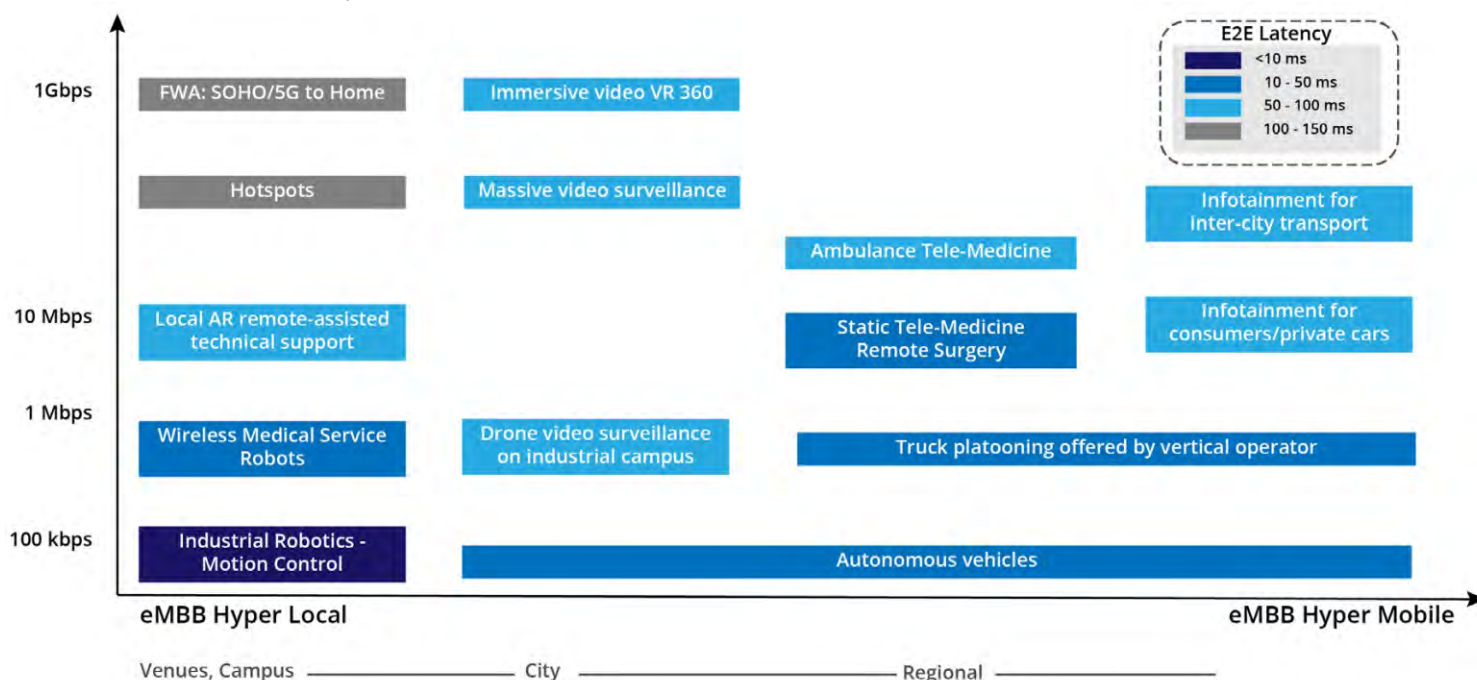 E2E Latency
<10 ms
10 - 50 ms
50 - 100 ms
100 - 150 ms
1Gbps
FWA: SOHO/5G to Home
Immersive video VR 360
Hotspots
Massive video surveillance
Infotainment for
inter-city transport
Ambulance Tele-Medicine
10 Mbps
Local AR remote-assisted
technical support
Static Tele-Medicine
Remote Surgery
Infotainment for
consumers/private cars
1 Mbps
Wireless Medical Service
Robots
Drone video surveillance
on industrial campus
Truck platooning offered by vertical operator
100 kbps
Industrial Robotics -
Motion Control
Autonomous vehicles
eMBB Hyper Local
eMBB Hyper Mobile
Venues, Campus
City
Regional